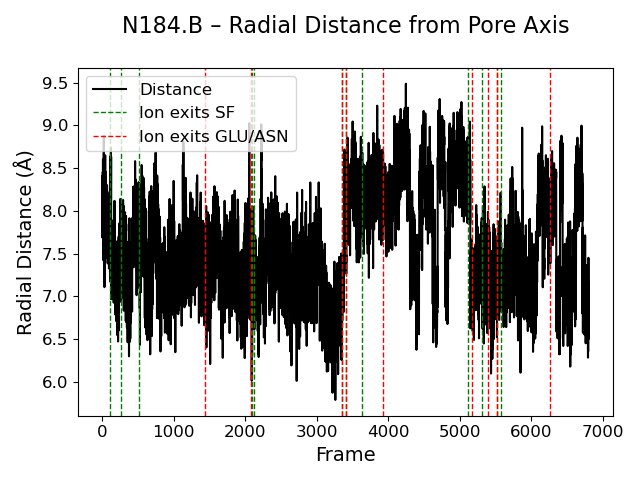 N184.B – Radial Distance from Pore Axis
Distance
Ion exits SF
Ion exits GLU/ASN
Radial Distance (Å)
9.5
9.0
8.5
8.0
7.5
7.0
6.5
6.0
0 1000 2000 3000 4000 5000 6000 7000
Frame